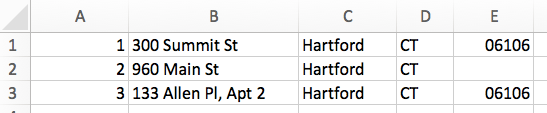 A B C D E
1 1 300 Summit St Hartford CT 06106
2 2 960 Main St Hartford CT
3 3 133 Allen Pl, Apt 2 Hartford CT 06106